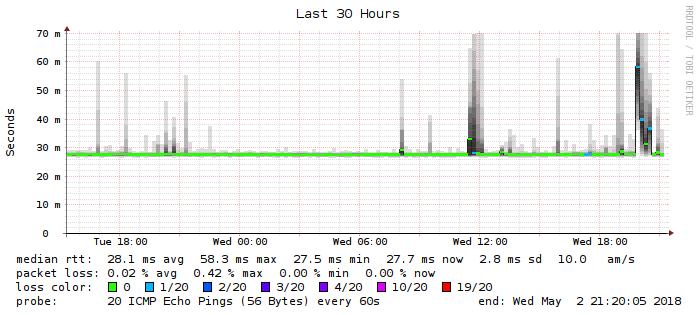 Last 30 Hours
RRDTOOL / TOBI OETIKER
Seconds
70 m
60 m
50 m
40 m
30 m
20 m
10 m
0
Tue 18:00 Wed 00:00 Wed 06:00 Wed 12:00 Wed 18:00
median rtt: 28.1 ms avg 58.3 ms max 27.5 ms min 27.7 ms now 2.8 ms sd 10.0 am/s
packet loss: 0.02 % avg 0.42 % max 0.00 % min 0.00 % now
loss color: 0 1/20 2/20 3/20 4/20 10/20 19/20
probe: 20 ICMP Echo Pings (56 Bytes) every 60s end: Wed May 2 21:20:05 2018